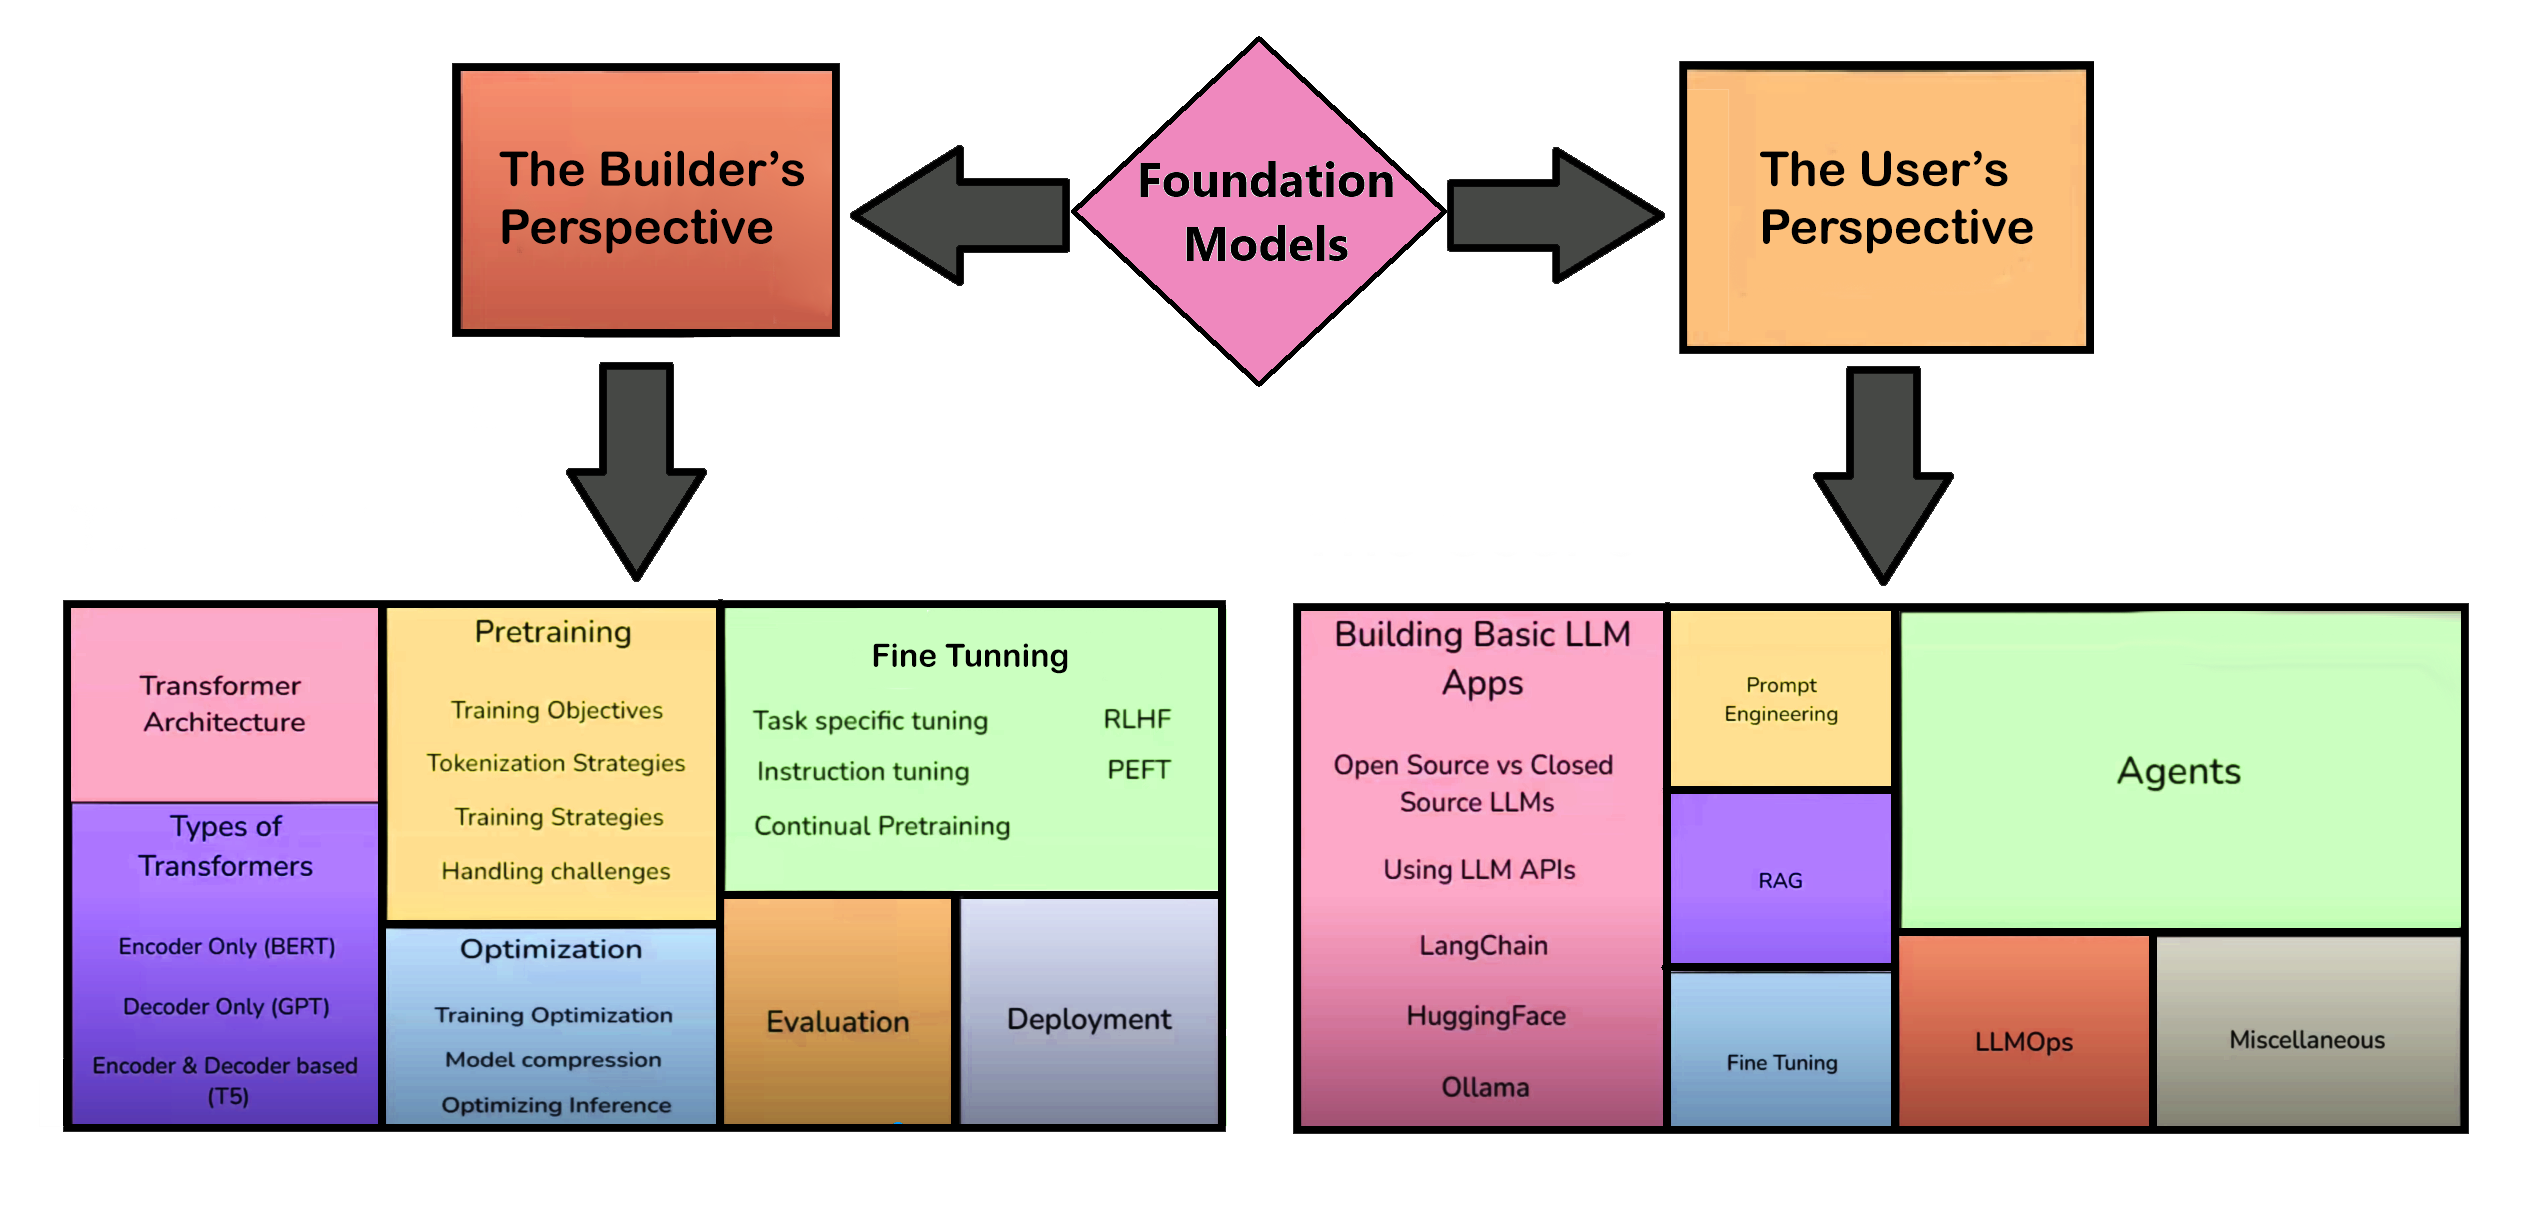 The Builder's
Perspective
Foundation
Models
The User's
Perspective
Transformer
Architecture
Types of
Transformers
Encoder Only (BERT)
Decoder Only (GPT)
Encoder & Decoder based
(T5)
Pretraining
Training Objectives
Tokenization Strategies
Training Strategies
Handling challenges
Optimization
Training Optimization
Model compression
Optimizing Inference
Fine Tunning
Task specific tuning RLHF
Instruction tuning PEFT
Continual Pretraining
Evaluation
Deployment
Building Basic LLM
Apps
Open Source vs Closed
Source LLMs
Using LLM APIs
LangChain
HuggingFace
Ollama
Prompt
Engineering
RAG
Fine Tuning
Agents
LLMOps
Miscellaneous